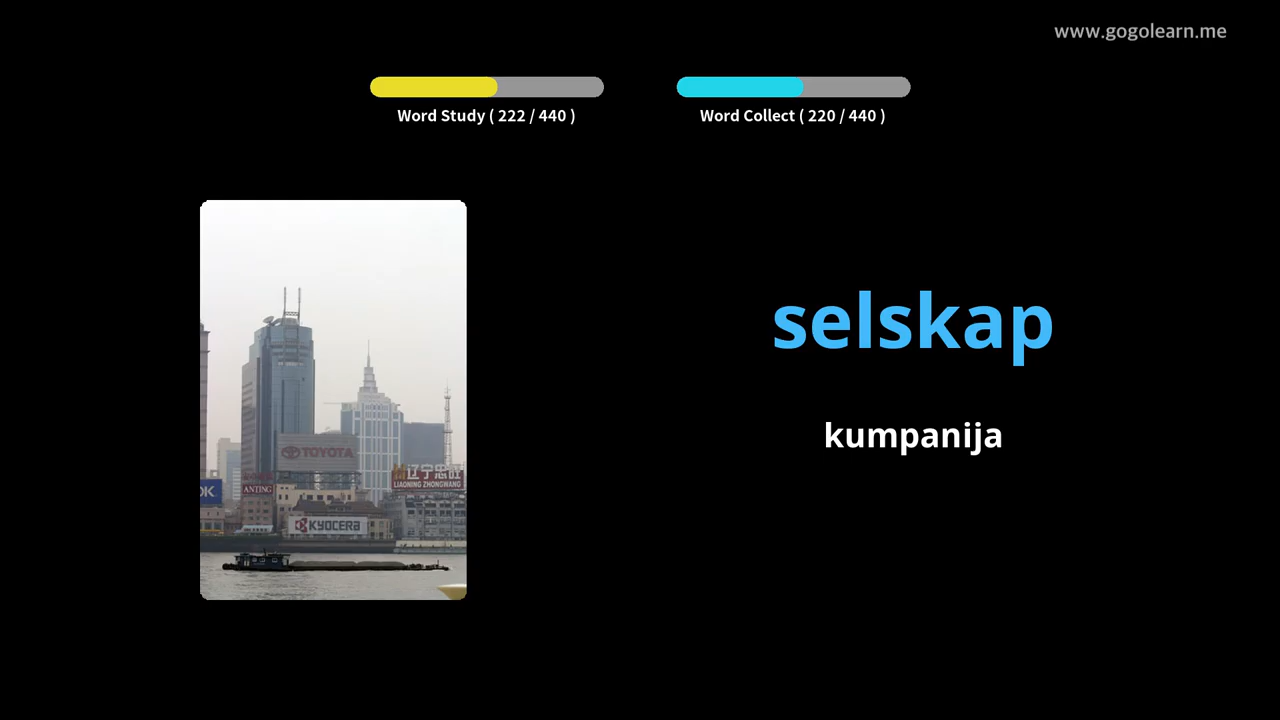 www.gogolearn.me
Word Study ( 222 / 440 )
Word Collect ( 220 / 440 )
selskap
kumpanija
TOYOTA
辽宁忠旺
LIAONING ZHONGWANG
OK
ANTING
KYOCERA